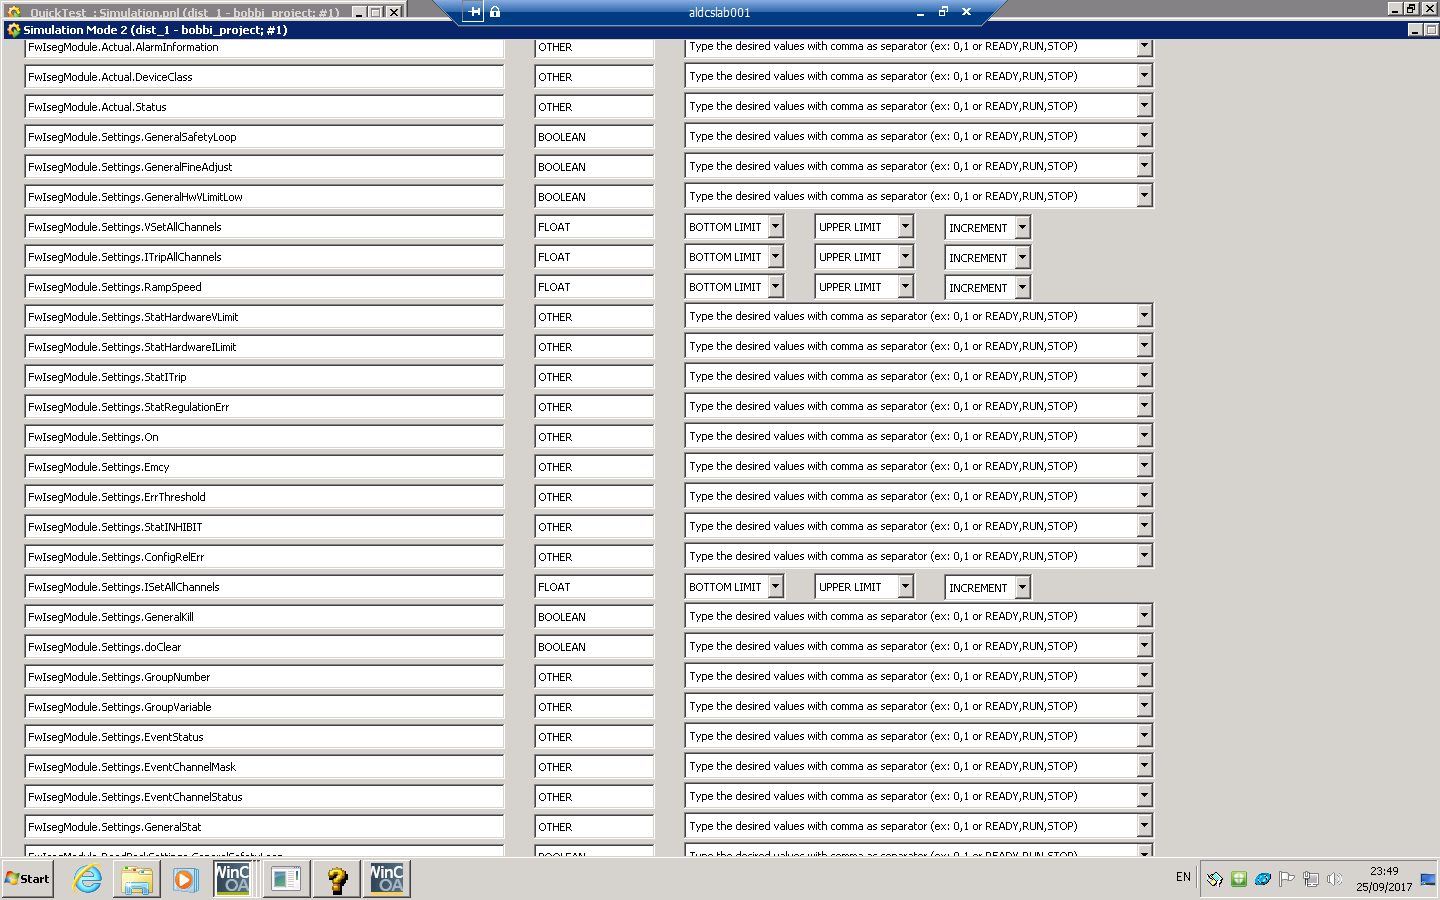 QuickTest_: Simulation.pnl (dist_1 - bobbi_project; #1)
aldcslab001
Simulation Mode 2 (dist_1 - bobbi_project; #1)
FwIsegModule.Actual.AlarmInformation OTHER Type the desired values with comma as separator (ex: 0,1 or READY,RUN,STOP)
FwIsegModule.Actual.DeviceClass OTHER Type the desired values with comma as separator (ex: 0,1 or READY,RUN,STOP)
FwIsegModule.Actual.Status OTHER Type the desired values with comma as separator (ex: 0,1 or READY,RUN,STOP)
FwIsegModule.Settings.GeneralSafetyLoop BOOLEAN Type the desired values with comma as separator (ex: 0,1 or READY,RUN,STOP)
FwIsegModule.Settings.GeneralFineAdjust BOOLEAN Type the desired values with comma as separator (ex: 0,1 or READY,RUN,STOP)
FwIsegModule.Settings.GeneralHwVLimitLow BOOLEAN Type the desired values with comma as separator (ex: 0,1 or READY,RUN,STOP)
FwIsegModule.Settings.VSetAllChannels FLOAT BOTTOM LIMIT UPPER LIMIT INCREMENT
FwIsegModule.Settings.ITripAllChannels FLOAT BOTTOM LIMIT UPPER LIMIT INCREMENT
FwIsegModule.Settings.RampSpeed FLOAT BOTTOM LIMIT UPPER LIMIT INCREMENT
FwIsegModule.Settings.StatHardwareVLimit OTHER Type the desired values with comma as separator (ex: 0,1 or READY,RUN,STOP)
FwIsegModule.Settings.StatHardwareILimit OTHER Type the desired values with comma as separator (ex: 0,1 or READY,RUN,STOP)
FwIsegModule.Settings.StatITrip OTHER Type the desired values with comma as separator (ex: 0,1 or READY,RUN,STOP)
FwIsegModule.Settings.StatRegulationErr OTHER Type the desired values with comma as separator (ex: 0,1 or READY,RUN,STOP)
FwIsegModule.Settings.On OTHER Type the desired values with comma as separator (ex: 0,1 or READY,RUN,STOP)
FwIsegModule.Settings.Emcy OTHER Type the desired values with comma as separator (ex: 0,1 or READY,RUN,STOP)
FwIsegModule.Settings.ErrThreshold OTHER Type the desired values with comma as separator (ex: 0,1 or READY,RUN,STOP)
FwIsegModule.Settings.StatINHIBIT OTHER Type the desired values with comma as separator (ex: 0,1 or READY,RUN,STOP)
FwIsegModule.Settings.ConfigRelErr OTHER Type the desired values with comma as separator (ex: 0,1 or READY,RUN,STOP)
FwIsegModule.Settings.ISetAllChannels FLOAT BOTTOM LIMIT UPPER LIMIT INCREMENT
FwIsegModule.Settings.GeneralKill BOOLEAN Type the desired values with comma as separator (ex: 0,1 or READY,RUN,STOP)
FwIsegModule.Settings.doClear BOOLEAN Type the desired values with comma as separator (ex: 0,1 or READY,RUN,STOP)
FwIsegModule.Settings.GroupNumber OTHER Type the desired values with comma as separator (ex: 0,1 or READY,RUN,STOP)
FwIsegModule.Settings.GroupVariable OTHER Type the desired values with comma as separator (ex: 0,1 or READY,RUN,STOP)
FwIsegModule.Settings.EventStatus OTHER Type the desired values with comma as separator (ex: 0,1 or READY,RUN,STOP)
FwIsegModule.Settings.EventChannelMask OTHER Type the desired values with comma as separator (ex: 0,1 or READY,RUN,STOP)
FwIsegModule.Settings.EventChannelStatus OTHER Type the desired values with comma as separator (ex: 0,1 or READY,RUN,STOP)
FwIsegModule.Settings.GeneralStat OTHER Type the desired values with comma as separator (ex: 0,1 or READY,RUN,STOP)
FwIsegModule.ReadBackSettings.GeneralSafetyLoop BOOLEAN Type the desired values with comma as separator (ex: 0,1 or READY,RUN,STOP)
Start WinCC OA WinCC OA EN 23:49
25/09/2017